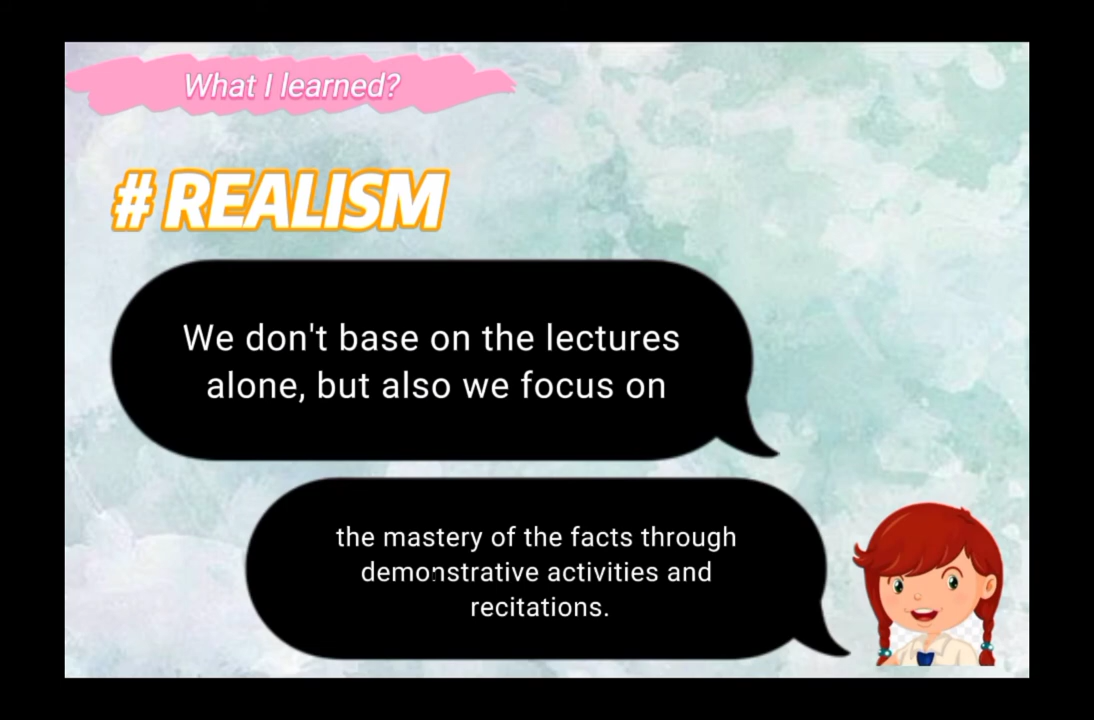 What I learned?
# REALISM
We don't base on the lectures
alone, but also we focus on
the mastery of the facts through
demonstrative activities and
recitations.